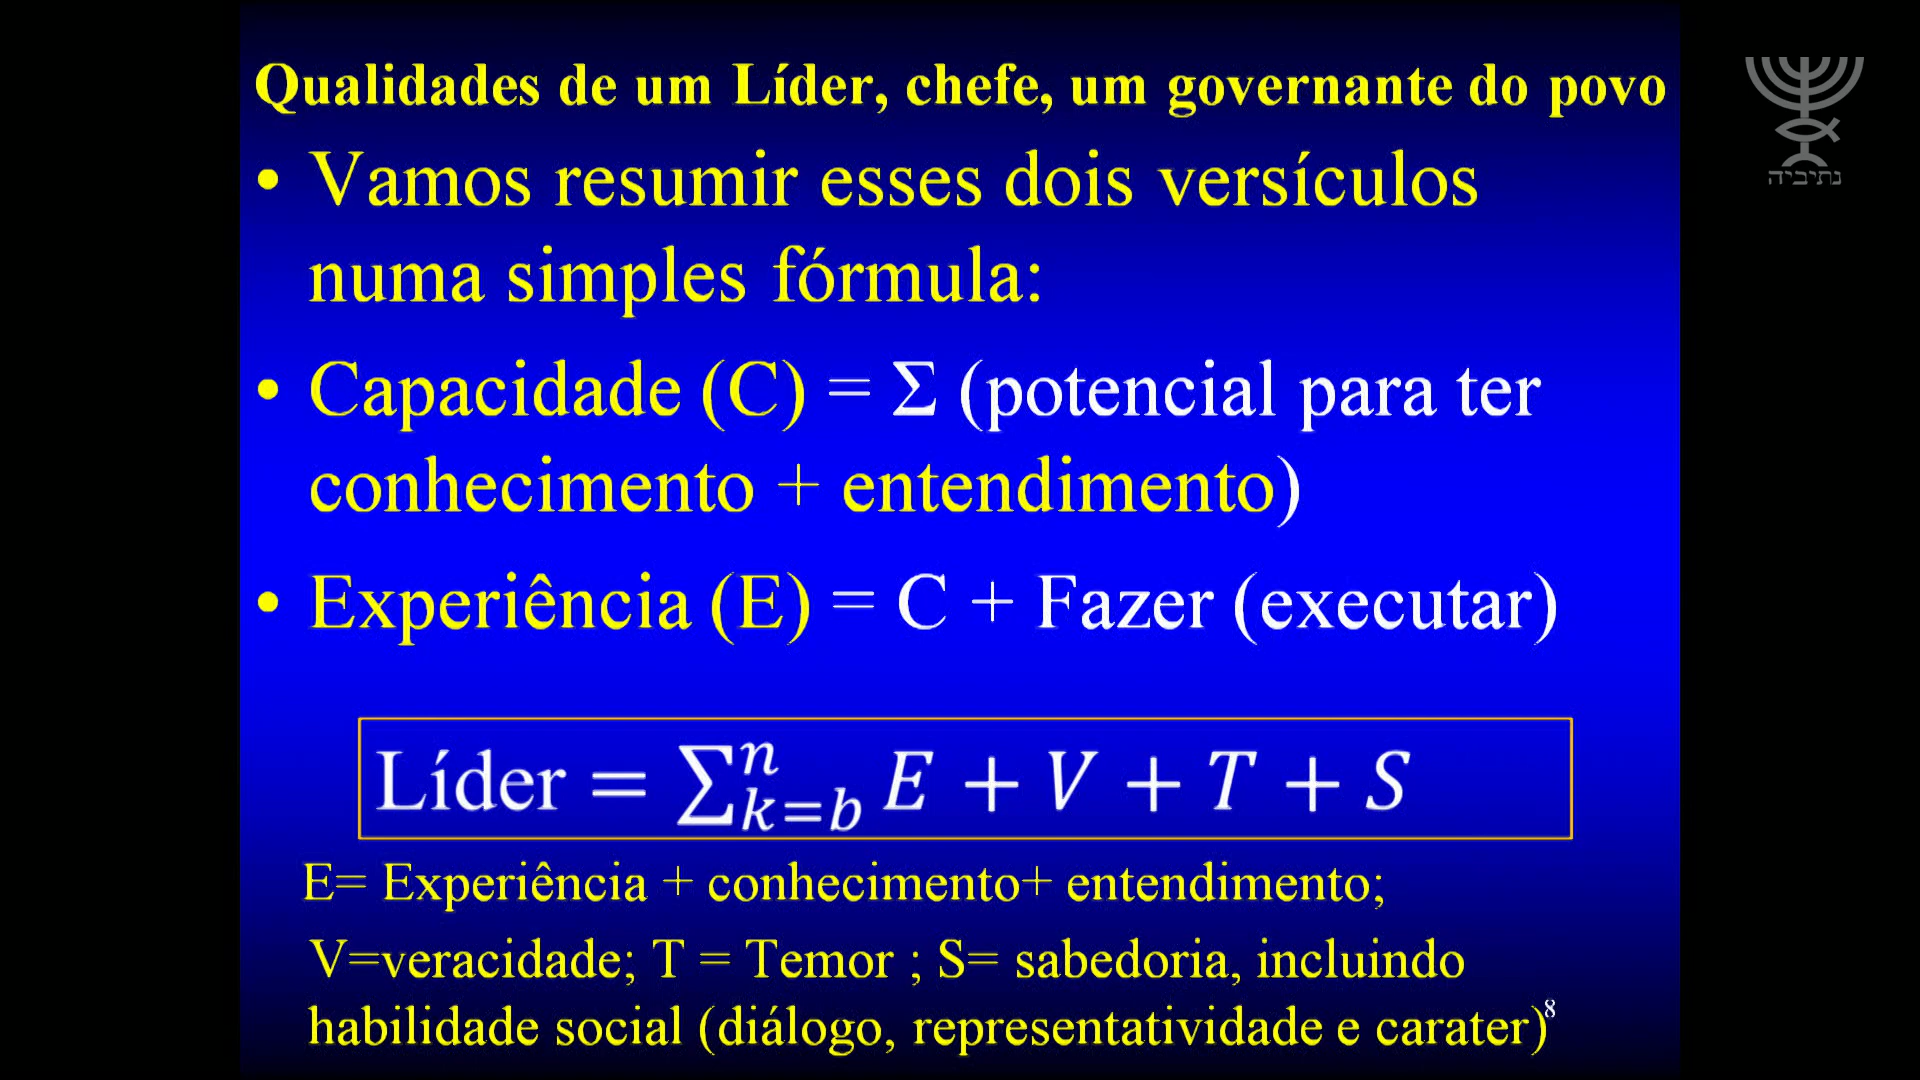 Qualidades de um Líder, chefe, um governante do povo
• Vamos resumir esses dois versículos
numa simples fórmula:
• Capacidade (C) = Σ (potencial para ter
conhecimento + entendimento)
• Experiência (E) = C + Fazer (executar)
Líder = ∑ⁿₖ₌b E + V + T + S
E= Experiência + conhecimento+ entendimento;
V=veracidade; T = Temor ; S= sabedoria, incluindo
habilidade social (diálogo, representatividade e carater)
8
נתיביה